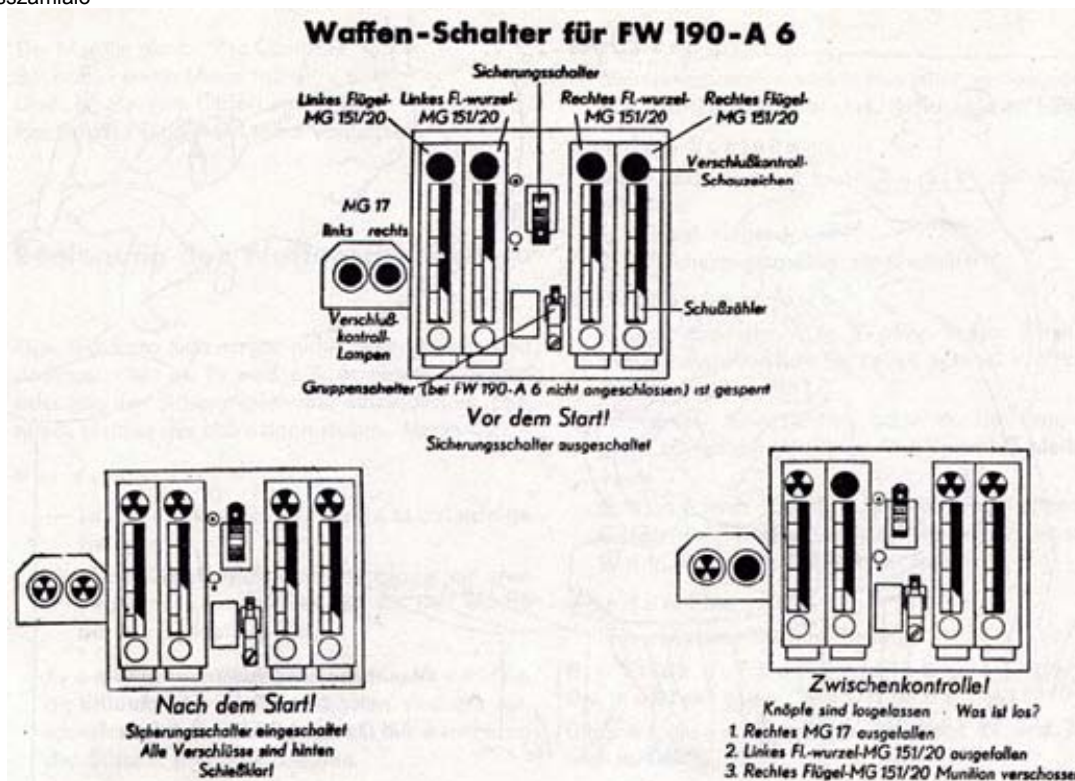 Waffen-Schalter für FW 190-A 6
Sicherungsschalter
Linkes Flügel-
MG 151/20
Linkes Fl.-wurzel-
MG 151/20
Rechtes Fl.-wurzel-
MG 151/20
Rechtes Flügel-
MG 151/20
Verschlußkontroll-
Schauzeichen
MG 17
links rechts
Verschluß-
kontroll-
Lampen
Schußzähler
Gruppenschalter (bei FW 190-A 6 nicht angeschlossen) ist gesperrt
Vor dem Start!
Sicherungsschalter ausgeschaltet
Nach dem Start!
Sicherungsschalter eingeschaltet
Alle Verschlüsse sind hinten
Schießklar!
Zwischenkontrolle!
Knöpfe sind losgelassen - Was ist los?
1. Rechtes MG 17 ausgefallen
2. Linkes Fl.-wurzel-MG 151/20 ausgefallen
3. Rechtes Flügel-MG 151/20 Munition verschossen